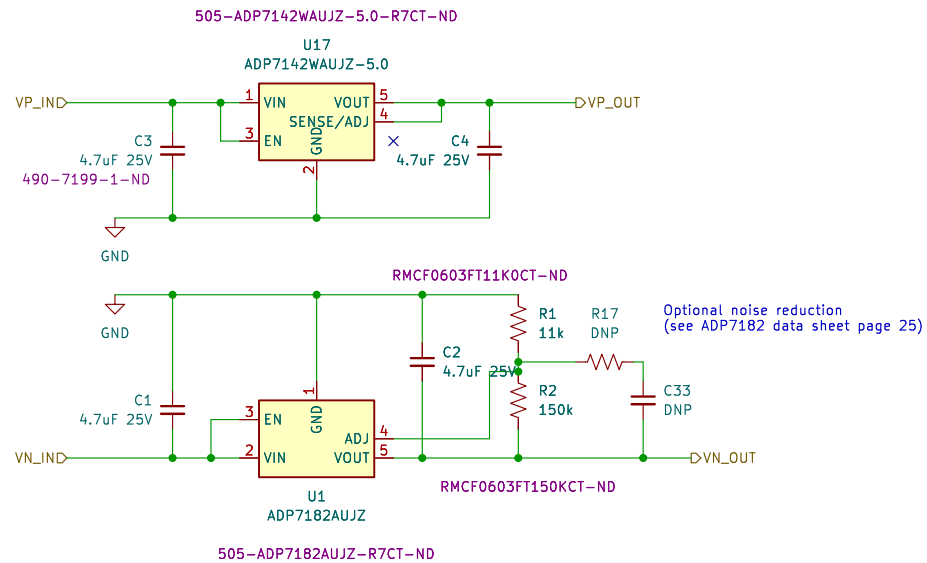 505-ADP7142WAUJZ-5.0-R7CT-ND
U17
ADP7142WAUJZ-5.0
VP_IN
1
VIN
VOUT
5
VP_OUT
SENSE/ADJ
4
3
EN
GND
2
C3
4.7uF 25V
490-7199-1-ND
C4
4.7uF 25V
GND
RMCF0603FT11K0CT-ND
GND
R1
11k
R17
DNP
Optional noise reduction
(see ADP7182 data sheet page 25)
C2
4.7uF 25V
R2
150k
C33
DNP
C1
4.7uF 25V
1
GND
3
EN
ADJ
4
VN_IN
2
VIN
VOUT
5
VN_OUT
RMCF0603FT150KCT-ND
U1
ADP7182AUJZ
505-ADP7182AUJZ-R7CT-ND